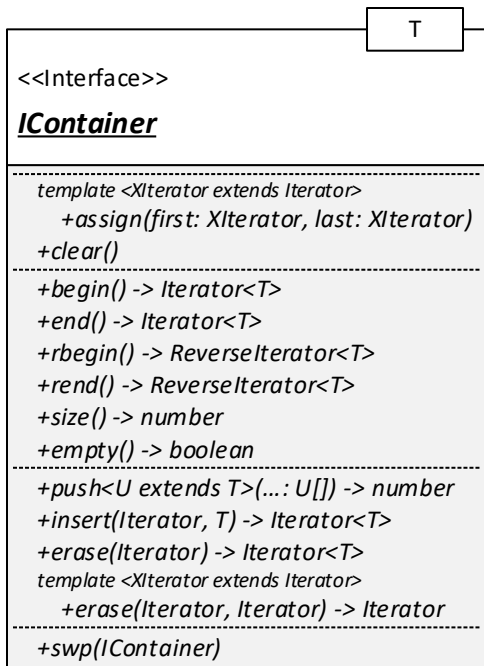 T
<<Interface>>
IContainer
template <XIterator extends Iterator>
+assign(first: XIterator, last: XIterator)
+clear()
+begin() -> Iterator<T>
+end() -> Iterator<T>
+rbegin() -> ReverseIterator<T>
+rend() -> ReverseIterator<T>
+size() -> number
+empty() -> boolean
+push<U extends T>(...: U[]) -> number
+insert(Iterator, T) -> Iterator<T>
+erase(Iterator) -> Iterator<T>
template <XIterator extends Iterator>
+erase(Iterator, Iterator) -> Iterator
+swp(IContainer)